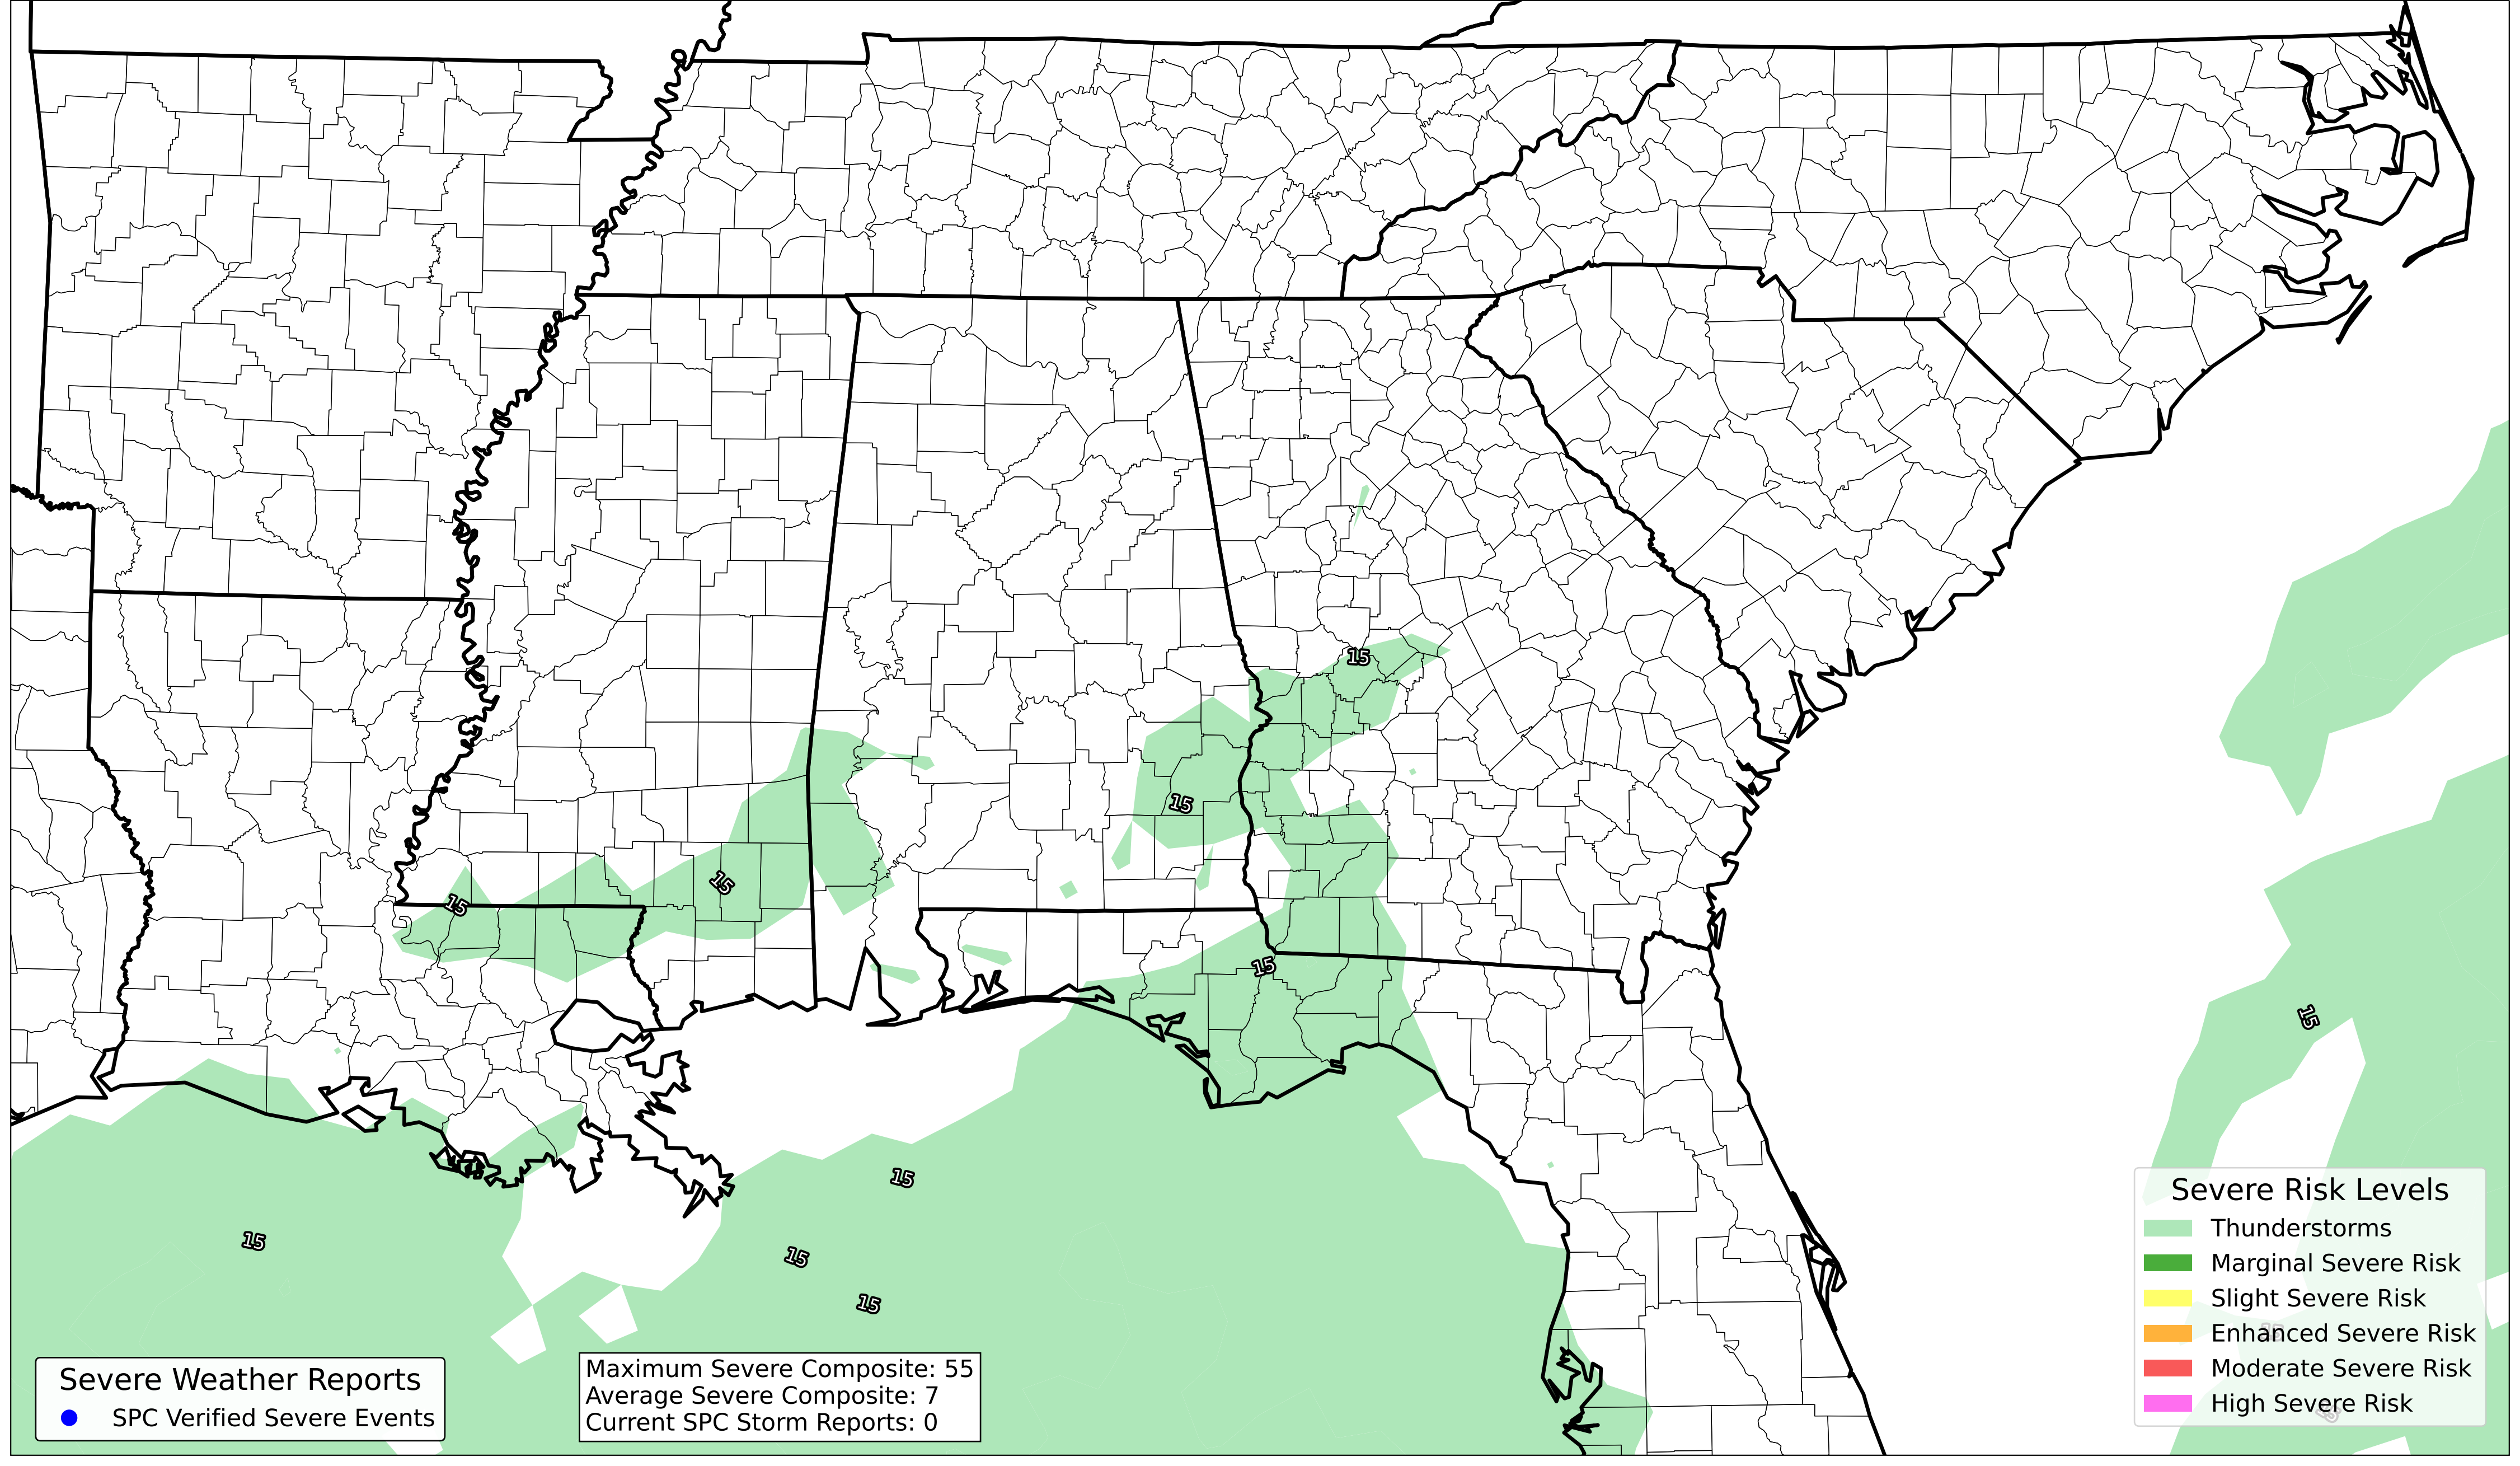 15
15
15
15
15
15
15
15
15
15
Severe Risk Levels
Thunderstorms
Marginal Severe Risk
Slight Severe Risk
Enhanced Severe Risk
Moderate Severe Risk
High Severe Risk
15
Severe Weather Reports
SPC Verified Severe Events
Maximum Severe Composite: 55
Average Severe Composite: 7
Current SPC Storm Reports: 0